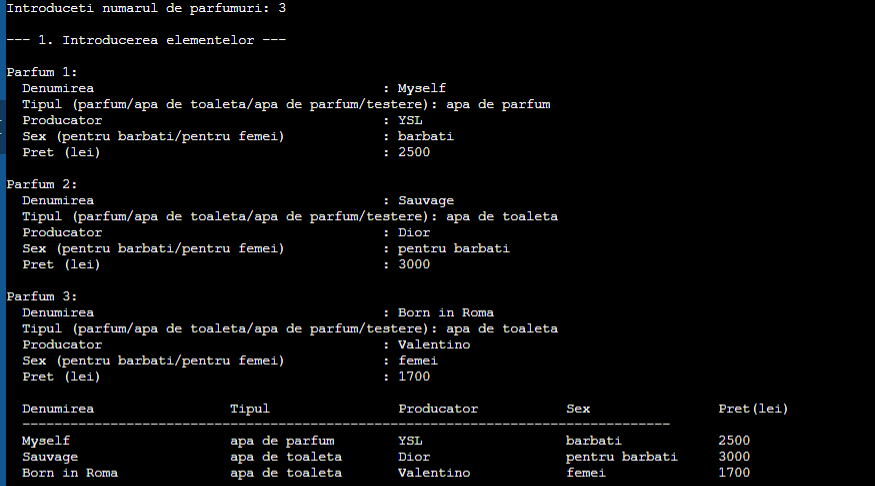 Introduceti numarul de parfumuri: 3
--- 1. Introducerea elementelor ---
Parfum 1:
Denumirea : Myself
Tipul (parfum/apa de toaleta/apa de parfum/testere): apa de parfum
Producator : YSL
Sex (pentru barbati/pentru femei) : barbati
Pret (lei) : 2500
Parfum 2:
Denumirea : Sauvage
Tipul (parfum/apa de toaleta/apa de parfum/testere): apa de toaleta
Producator : Dior
Sex (pentru barbati/pentru femei) : pentru barbati
Pret (lei) : 3000
Parfum 3:
Denumirea : Born in Roma
Tipul (parfum/apa de toaleta/apa de parfum/testere): apa de toaleta
Producator : Valentino
Sex (pentru barbati/pentru femei) : femei
Pret (lei) : 1700
Denumirea Tipul Producator Sex Pret(lei)
---------------------------------------------------------------------------------
Myself apa de parfum YSL barbati 2500
Sauvage apa de toaleta Dior pentru barbati 3000
Born in Roma apa de toaleta Valentino femei 1700